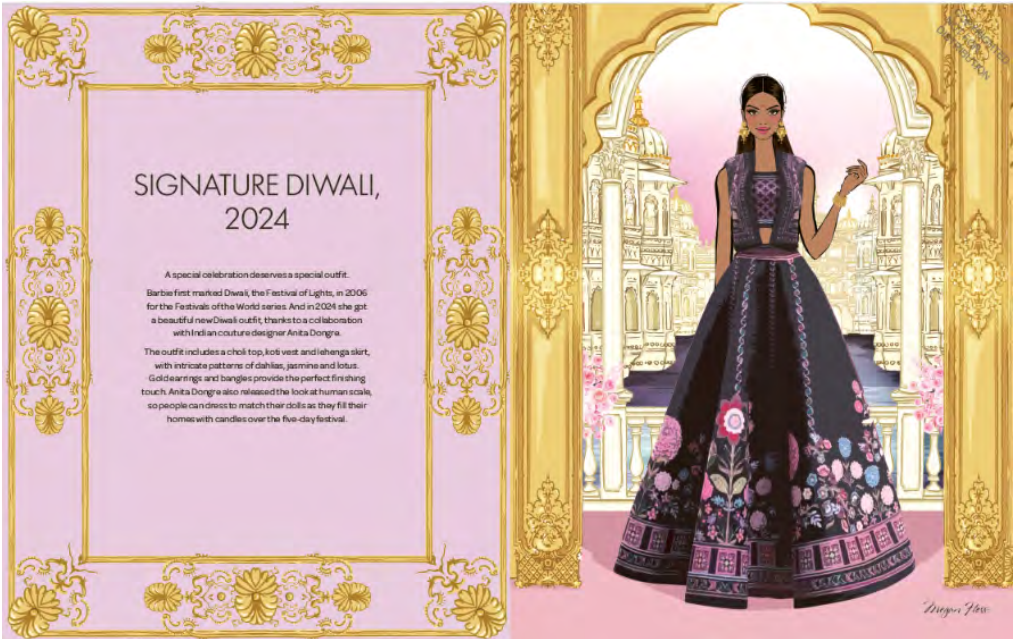 SIGNATURE DIWALI,
2024
A special celebration deserves a special outfit.
Barbie first marked Diwali, the Festival of Lights, in 2006
for the Festivals of the World series. And in 2024 she got
a beautiful new Diwali outfit, thanks to a collaboration
with Indian couture designer Anita Dongre.
The outfit includes a choli top, koti vest and lehenga skirt,
with intricate patterns of dahlias, jasmine and lotus.
Gold earrings and bangles provide the perfect finishing
touch. Anita Dongre also released the look at human scale,
so people can dress to match their dolls as they fill their
homes with candles over the five-day festival.
DISTRIBUTION
Megan Hess